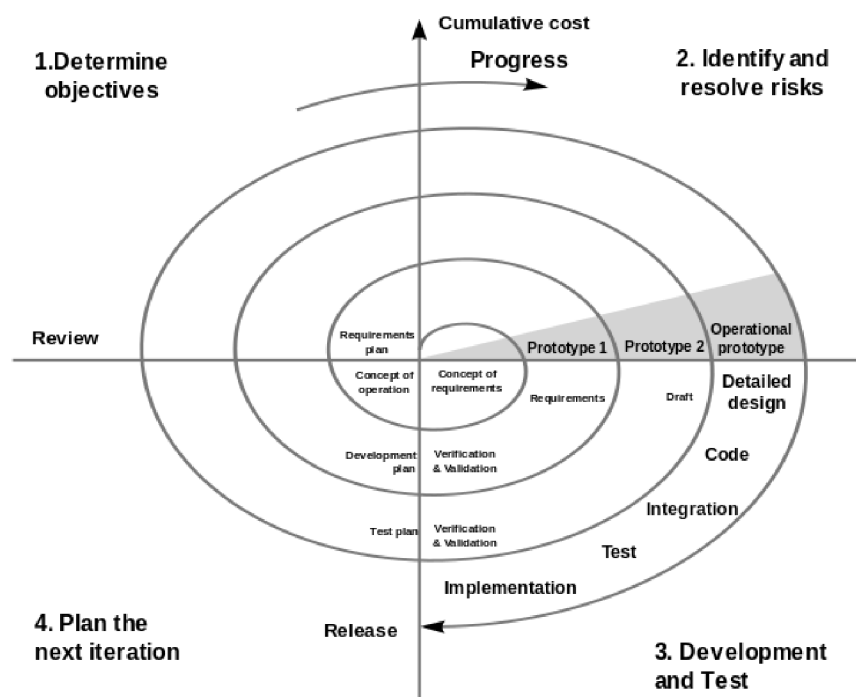 Cumulative cost
1.Determine
objectives
Progress
2. Identify and
resolve risks
Review
Requirements
plan
Prototype 1
Prototype 2
Operational
prototype
Concept of
operation
Concept of
requirements
Requirements
Draft
Detailed
design
Code
Development
plan
Verification
& Validation
Integration
Test plan
Verification
& Validation
Test
Implementation
4. Plan the
next iteration
Release
3. Development
and Test